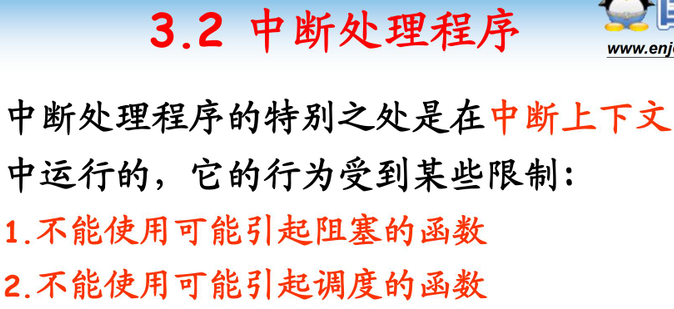 3.2 中断处理程序
www.enj
中断处理程序的特别之处是在中断上下文
中运行的，它的行为受到某些限制：
1.不能使用可能引起阻塞的函数
2.不能使用可能引起调度的函数